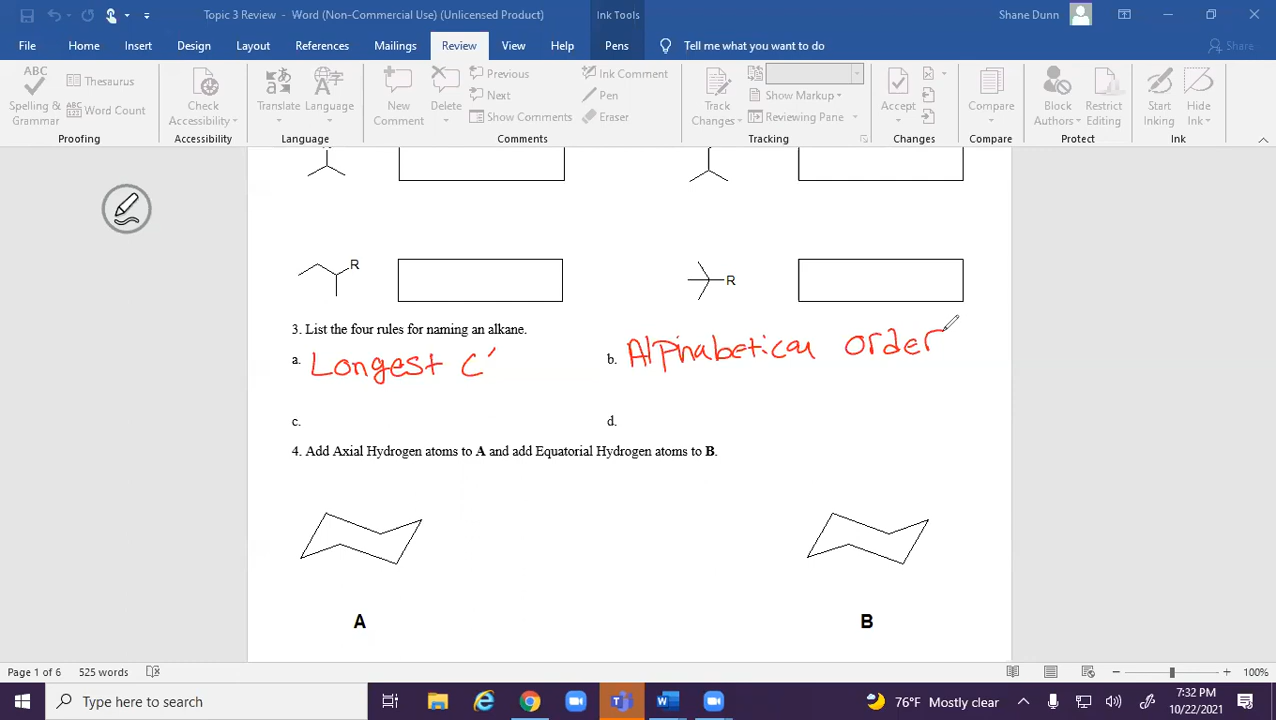 Topic 3 Review - Word (Non-Commercial Use) (Unlicensed Product)
Ink Tools
Shane Dunn
File Home Insert Design Layout References Mailings Review View Help Pens Tell me what you want to do Share
ABC Spelling & Grammar
Thesaurus
ABC 123 Word Count
Proofing
Check Accessibility
Accessibility
Translate
Language
Language
New Comment
Delete
Previous
Next
Show Comments
Ink Comment
Pen
Eraser
Comments
Track Changes
Show Markup
Reviewing Pane
Tracking
Accept
Changes
Compare
Compare
Block Authors
Restrict Editing
Protect
Start Inking
Hide Ink
Ink
R
R
3. List the four rules for naming an alkane.
a. Longest C'
b. Alphabetical order
c.
d.
4. Add Axial Hydrogen atoms to A and add Equatorial Hydrogen atoms to B.
A
B
Page 1 of 6 525 words
100%
Type here to search
76°F Mostly clear
7:32 PM
10/22/2021